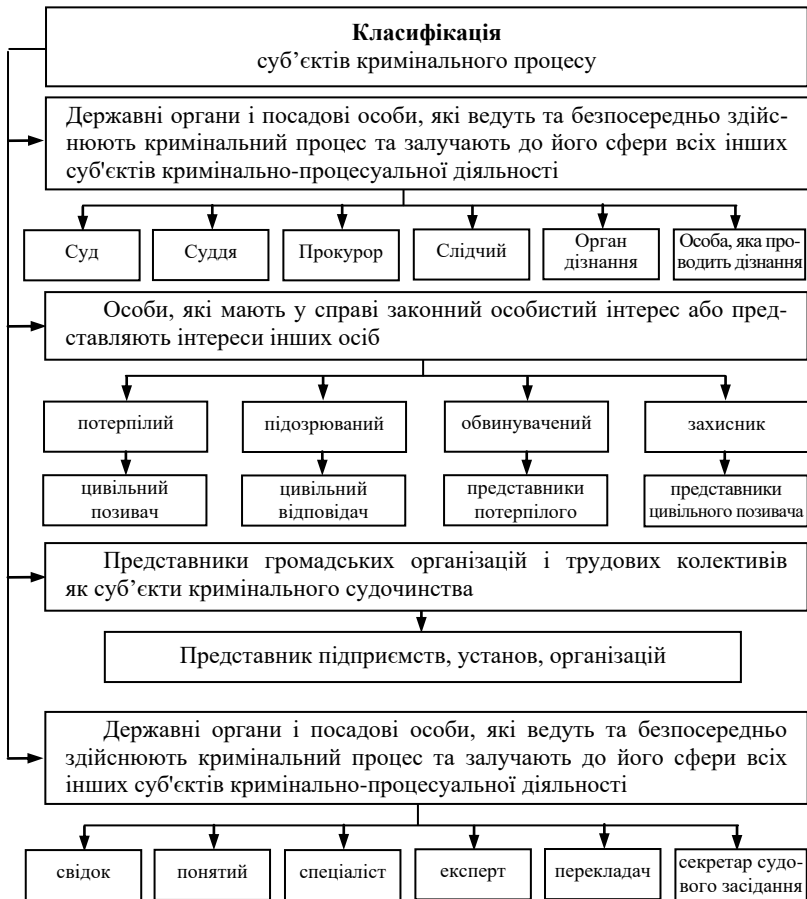 Класифікація
суб’єктів кримінального процесу
Державні органи і посадові особи, які ведуть та безпосередньо здійс-
нюють кримінальний процес та залучають до його сфери всіх інших
суб'єктів кримінально-процесуальної діяльності
Суд
Суддя
Прокурор
Слідчий
Орган
дізнання
Особа, яка про-
водить дізнання
Особи, які мають у справі законний особистий інтерес або пред-
ставляють інтереси інших осіб
потерпілий
підозрюваний
обвинувачений
захисник
цивільний
позивач
цивільний
відповідач
представники
потерпілого
представники
цивільного позивача
Представники громадських організацій і трудових колективів
як суб’єкти кримінального судочинства
Представник підприємств, установ, організацій
Державні органи і посадові особи, які ведуть та безпосередньо
здійснюють кримінальний процес та залучають до його сфери всіх
інших суб'єктів кримінально-процесуальної діяльності
свідок
понятий
спеціаліст
експерт
перекладач
секретар судо-
вого засідання